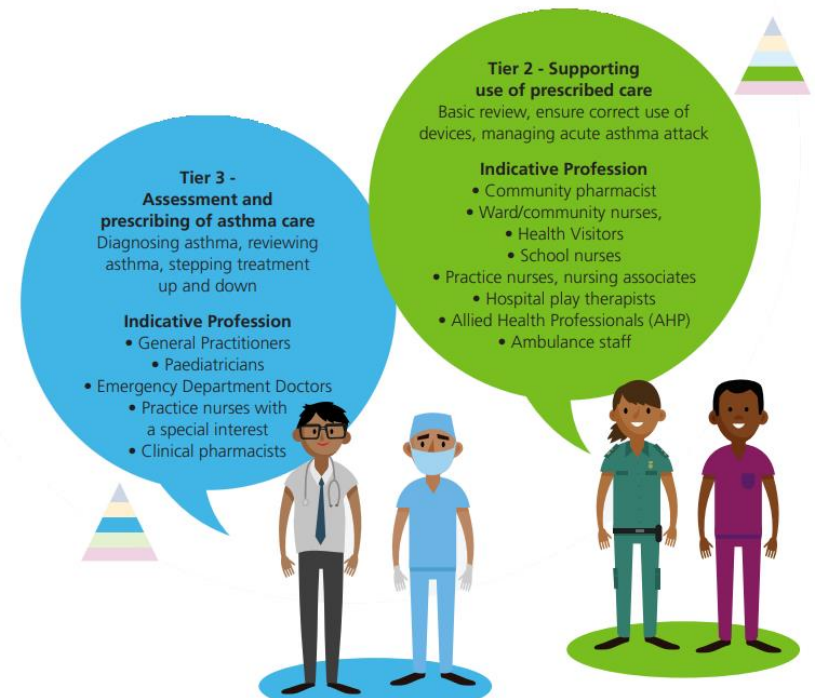 Tier 2 - Supporting
use of prescribed care
Basic review, ensure correct use of
devices, managing acute asthma attack
Indicative Profession
• Community pharmacist
• Ward/community nurses,
• Health Visitors
• School nurses
• Practice nurses, nursing associates
• Hospital play therapists
• Allied Health Professionals (AHP)
• Ambulance staff
Tier 3 -
Assessment and
prescribing of asthma care
Diagnosing asthma, reviewing
asthma, stepping treatment
up and down
Indicative Profession
• General Practitioners
• Paediatricians
• Emergency Department Doctors
• Practice nurses with
a special interest
• Clinical pharmacists